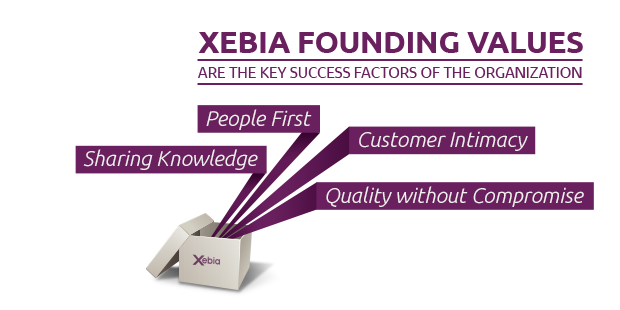 XEBIA FOUNDING VALUES
ARE THE KEY SUCCESS FACTORS OF THE ORGANIZATION
People First
Customer Intimacy
Sharing Knowledge
Quality without Compromise
Xebia